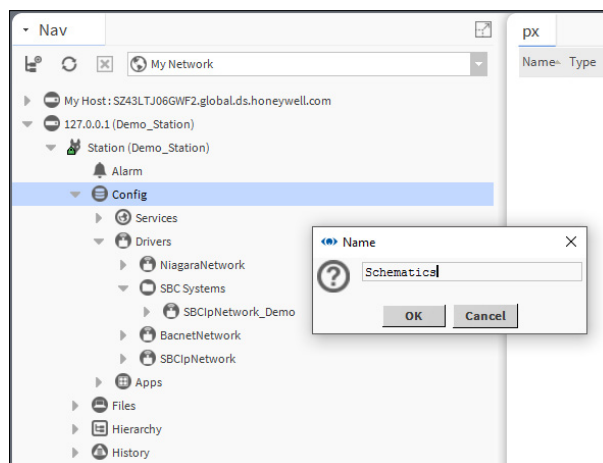 Nav
px
My Network
Name Type
My Host : SZ43LTJ06GWF2.global.ds.honeywell.com
127.0.0.1 (Demo_Station)
Station (Demo_Station)
Alarm
Config
Services
Drivers
Name
NiagaraNetwork
Schematics
SBC Systems
SBCIpNetwork_Demo
OK Cancel
BacnetNetwork
SBCIpNetwork
Apps
Files
Hierarchy
History